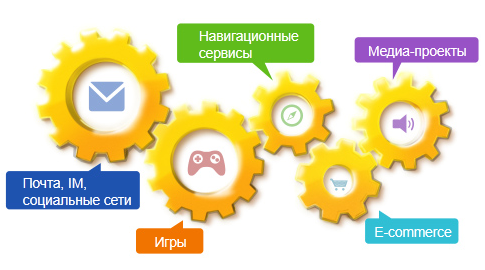 Навигационные
сервисы
Медиа-проекты
Почта, IM,
социальные сети
Игры
E-commerce